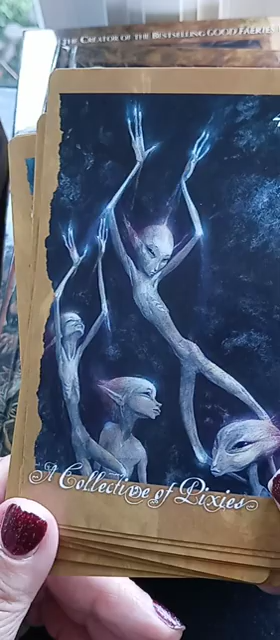 THE CREATOR OF THE BESTSELLING GOOD FAERIES
A Collective of Pixies